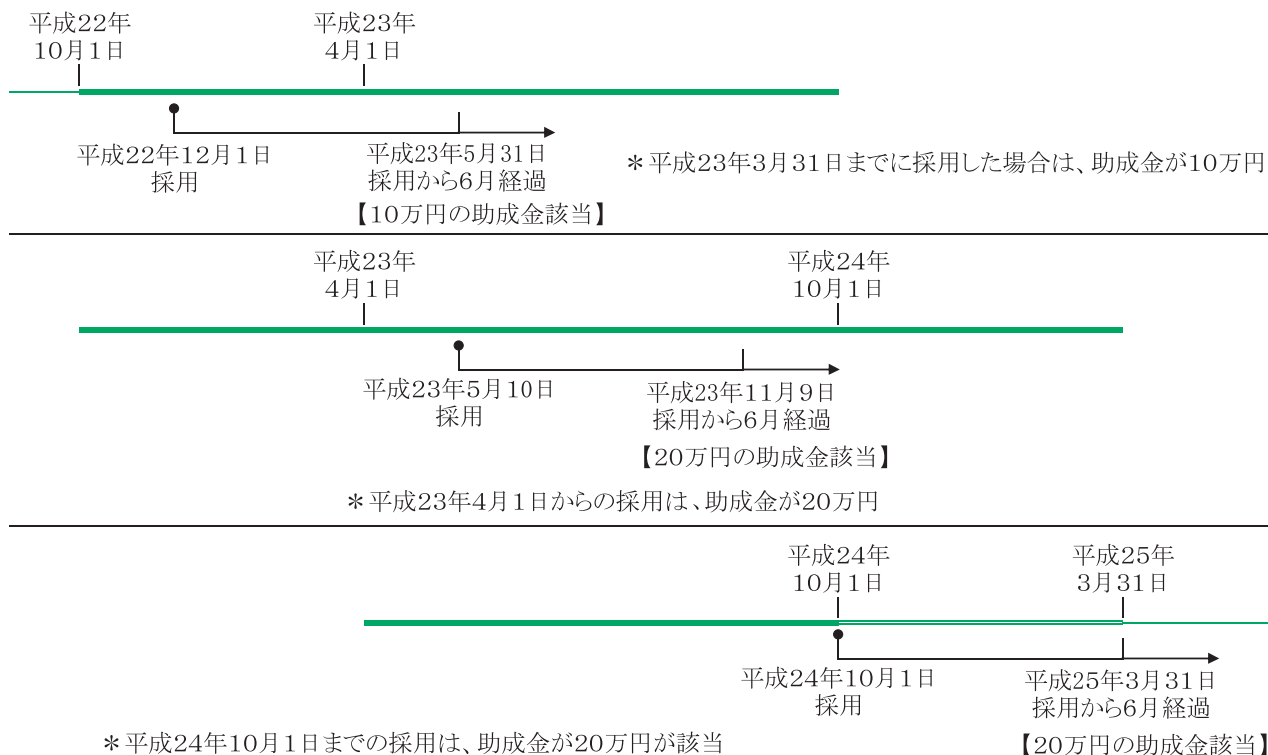 平成22年
10月1日
平成23年
4月1日
平成22年12月1日
採用
平成23年5月31日
採用から6月経過
【10万円の助成金該当】
＊平成23年3月31日までに採用した場合は、助成金が10万円
平成23年
4月1日
平成24年
10月1日
平成23年5月10日
採用
平成23年11月9日
採用から6月経過
【20万円の助成金該当】
＊平成23年4月1日からの採用は、助成金が20万円
平成24年
10月1日
平成25年
3月31日
平成24年10月1日
採用
平成25年3月31日
採用から6月経過
【20万円の助成金該当】
＊平成24年10月1日までの採用は、助成金が20万円が該当